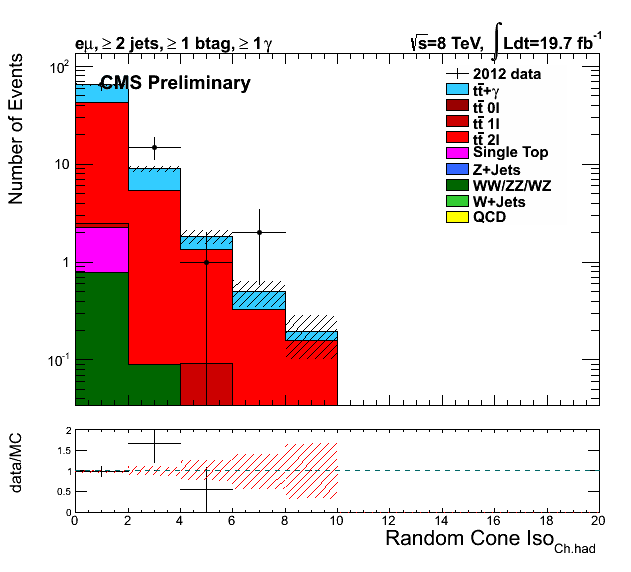 eμ, ≥ 2 jets, ≥ 1 btag, ≥ 1 γ
√s=8 TeV, ∫ Ldt=19.7 fb⁻¹
CMS Preliminary
2012 data
tt̄+γ
tt̄ 0l
tt̄ 1l
tt̄ 2l
Single Top
Z+Jets
WW/ZZ/WZ
W+Jets
QCD
Number of Events
10²
10
1
10⁻¹
data/MC
2
1.5
1
0.5
0
0 2 4 6 8 10 12 14 16 18 20
Random Cone Iso Ch.had